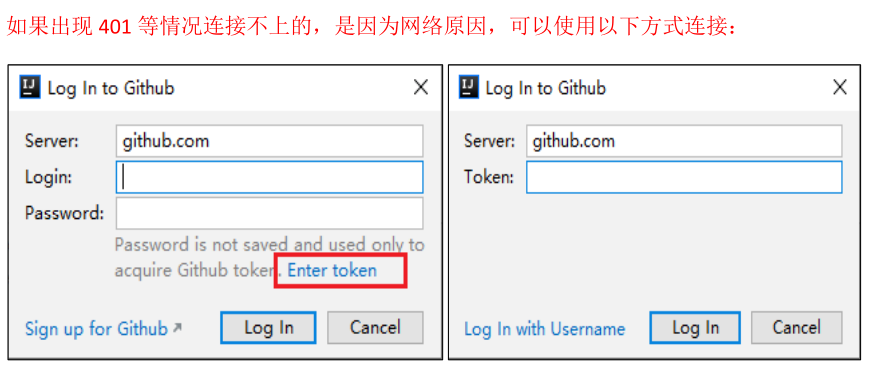 如果出现 401 等情况连接不上的，是因为网络原因，可以使用以下方式连接：
Log In to Github
Server: github.com
Login:
Password:
Password is not saved and used only to
acquire Github token. Enter token
Sign up for Github
Log In
Cancel
Log In to Github
Server: github.com
Token:
Log In with Username
Log In
Cancel